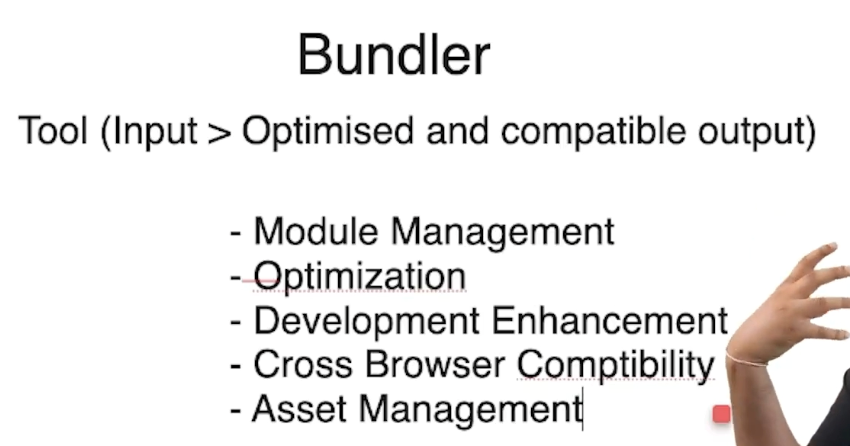 Bundler
Tool (Input > Optimised and compatible output)
- Module Management
- Optimization
- Development Enhancement
- Cross Browser Comptibility
- Asset Management